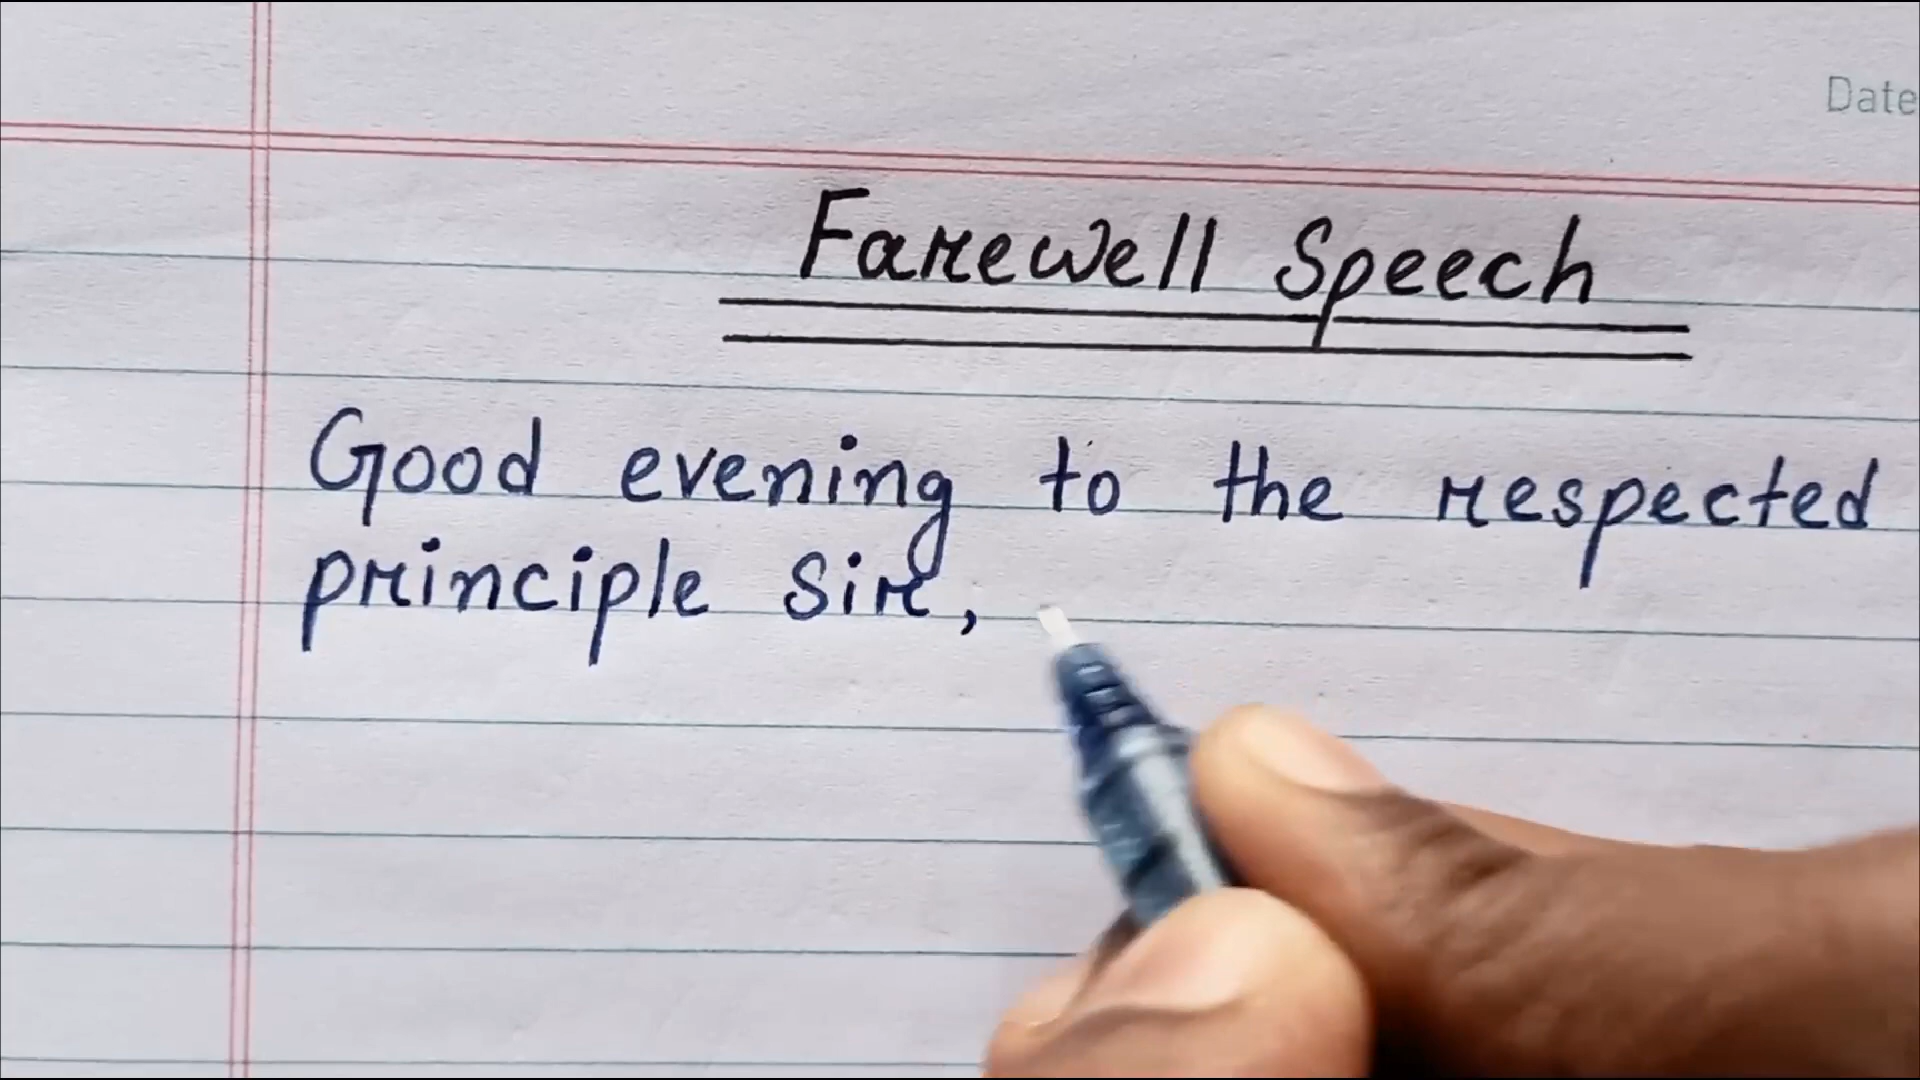 Date
Farewell Speech
Good evening to the respected
principle sir,